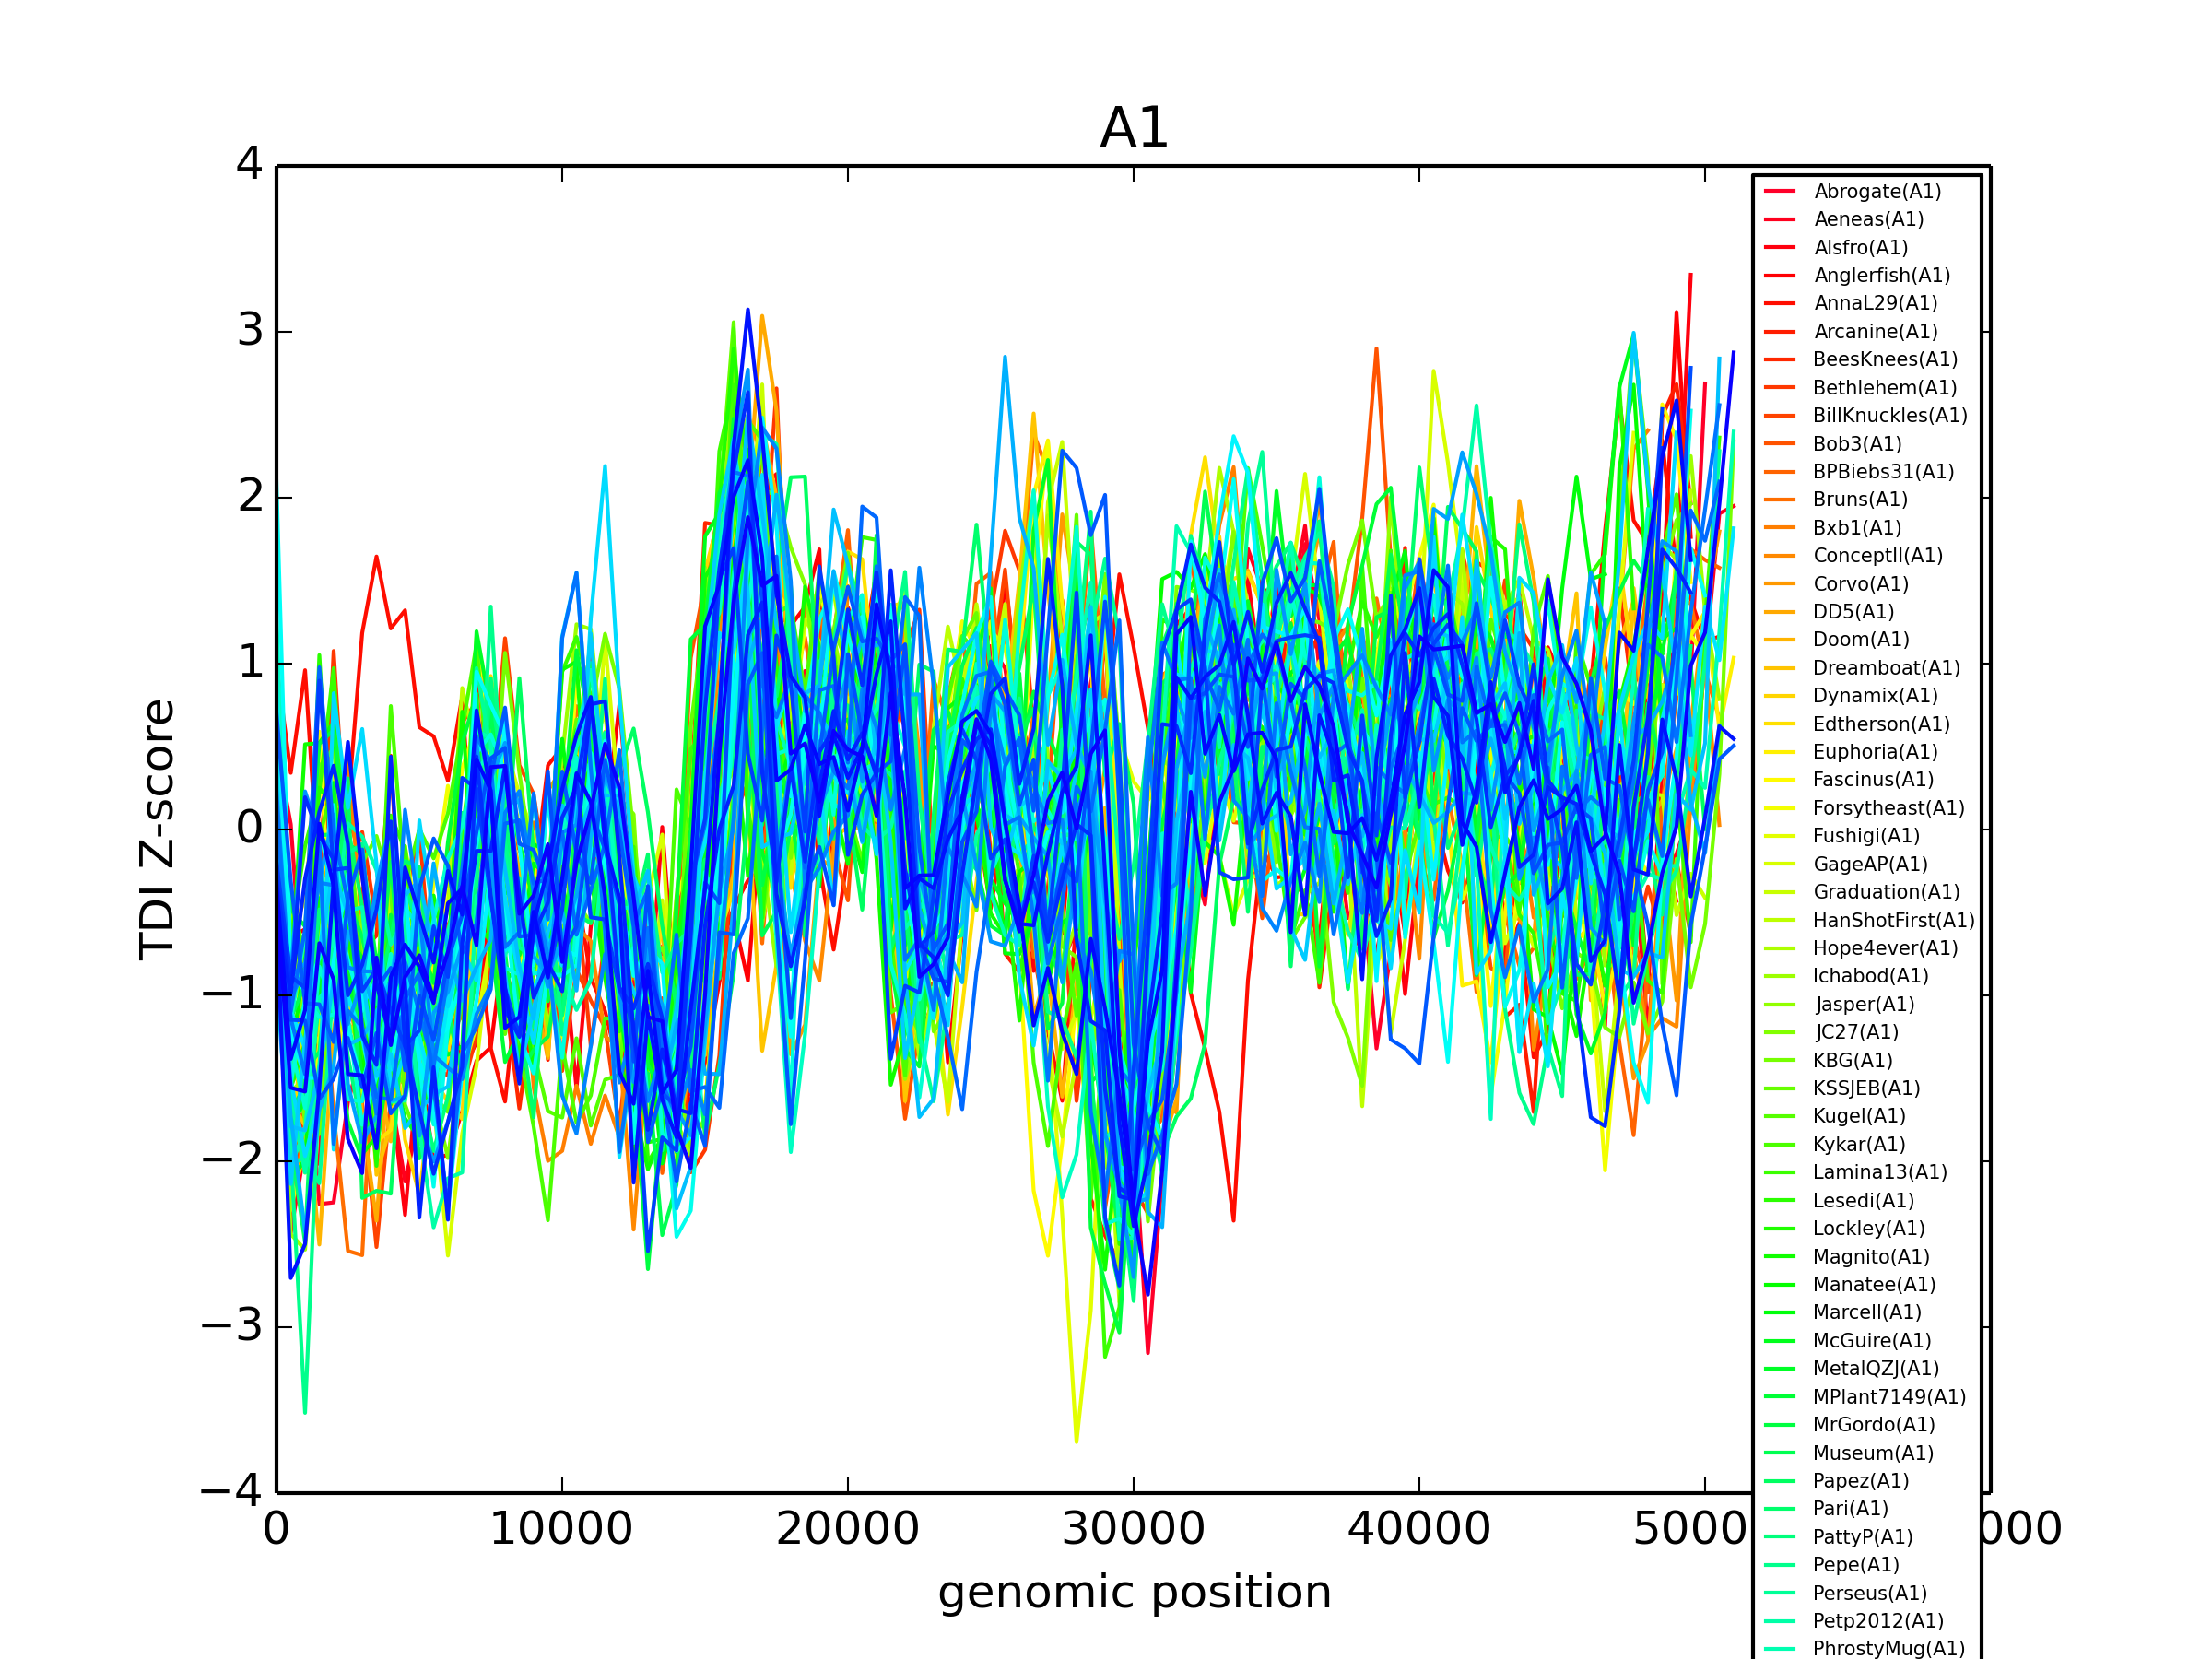 A1
4
3
2
1
0
−1
−2
−3
−4
TDI Z-score
0 10000 20000 30000 40000 5000 000
genomic position
Abrogate(A1)
Aeneas(A1)
Alsfro(A1)
Anglerfish(A1)
AnnaL29(A1)
Arcanine(A1)
BeesKnees(A1)
Bethlehem(A1)
BillKnuckles(A1)
Bob3(A1)
BPBiebs31(A1)
Bruns(A1)
Bxb1(A1)
ConceptII(A1)
Corvo(A1)
DD5(A1)
Doom(A1)
Dreamboat(A1)
Dynamix(A1)
Edtherson(A1)
Euphoria(A1)
Fascinus(A1)
Forsytheast(A1)
Fushigi(A1)
GageAP(A1)
Graduation(A1)
HanShotFirst(A1)
Hope4ever(A1)
Ichabod(A1)
Jasper(A1)
JC27(A1)
KBG(A1)
KSSJEB(A1)
Kugel(A1)
Kykar(A1)
Lamina13(A1)
Lesedi(A1)
Lockley(A1)
Magnito(A1)
Manatee(A1)
Marcell(A1)
McGuire(A1)
MetalQZJ(A1)
MPlant7149(A1)
MrGordo(A1)
Museum(A1)
Papez(A1)
Pari(A1)
PattyP(A1)
Pepe(A1)
Perseus(A1)
Petp2012(A1)
PhrostyMug(A1)